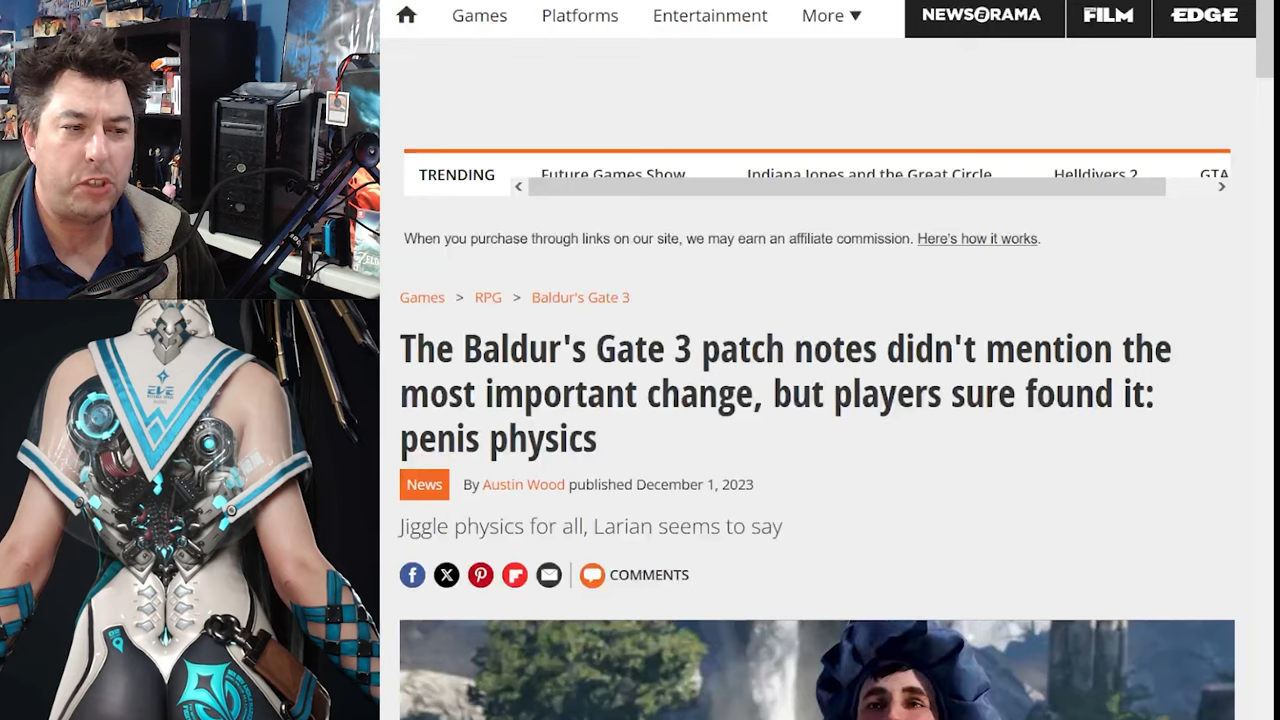 Games Platforms Entertainment More ▼ NEWSARAMA FILM EDGE
TRENDING Future Games Show Indiana Jones and the Great Circle Helldivers 2 GTA
When you purchase through links on our site, we may earn an affiliate commission. Here's how it works.
Games > RPG > Baldur's Gate 3
The Baldur's Gate 3 patch notes didn't mention the
most important change, but players sure found it:
penis physics
News By Austin Wood published December 1, 2023
Jiggle physics for all, Larian seems to say
COMMENTS
EVE